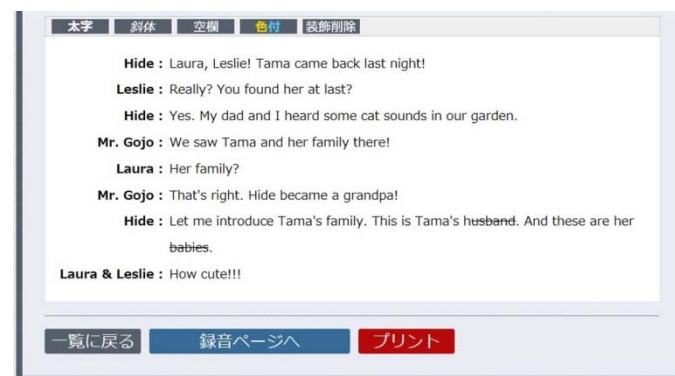 太字 斜体 空欄 色付 装飾削除
Hide : Laura, Leslie! Tama came back last night!
Leslie : Really? You found her at last?
Hide : Yes. My dad and I heard some cat sounds in our garden.
Mr. Gojo : We saw Tama and her family there!
Laura : Her family?
Mr. Gojo : That's right. Hide became a grandpa!
Hide : Let me introduce Tama's family. This is Tama's husband. And these are her
babies.
Laura & Leslie : How cute!!!
一覧に戻る 録音ページへ プリント